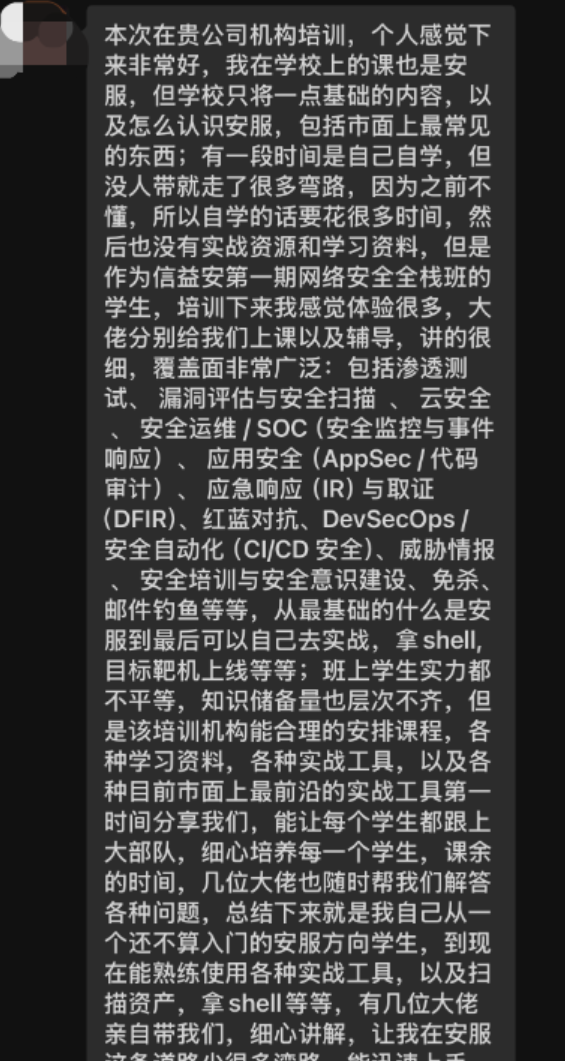 本次在贵公司机构培训，个人感觉下
来非常好，我在学校上的课也是安
服，但学校只将一点基础的内容，以
及怎么认识安服，包括市面上最常见
的东西；有一段时间是自己自学，但
没人带就走了很多弯路，因为之前不
懂，所以自学的话要花很多时间，然
后也没有实战资源和学习资料，但是
作为信益安第一期网络安全全栈班的
学生，培训下来我感觉体验很多，大
佬分别给我们上课以及辅导，讲的很
细，覆盖面非常广泛：包括渗透测
试、 漏洞评估与安全扫描 、 云安全
、 安全运维 / SOC（安全监控与事件
响应）、 应用安全（AppSec / 代码
审计）、 应急响应（IR）与取证
（DFIR）、红蓝对抗、DevSecOps /
安全自动化（CI/CD 安全）、威胁情报
、 安全培训与安全意识建设、免杀、
邮件钓鱼等等，从最基础的什么是安
服到最后可以自己去实战，拿shell,
目标靶机上线等等；班上学生实力都
不平等，知识储备量也层次不齐，但
是该培训机构能合理的安排课程，各
种学习资料，各种实战工具，以及各
种目前市面上最前沿的实战工具第一
时间分享我们，能让每个学生都跟上
大部队，细心培养每一个学生，课余
的时间，几位大佬也随时帮我们解答
各种问题，总结下来就是我自己从一
个还不算入门的安服方向学生，到现
在能熟练使用各种实战工具，以及扫
描资产，拿shell等等，有几位大佬
亲自带我们，细心讲解，让我在安服